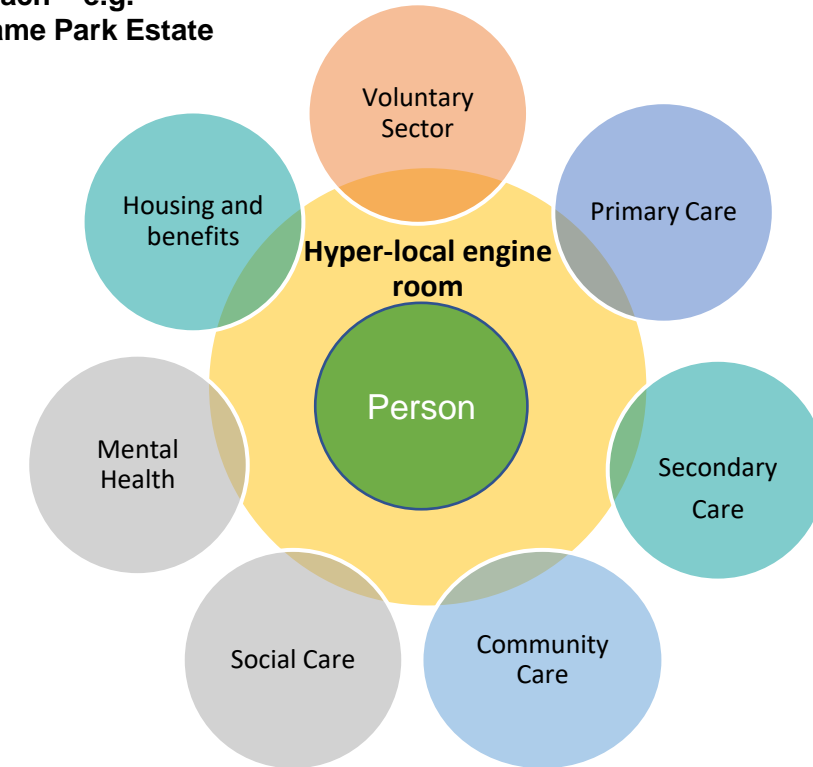 ach – e.g.
ame Park Estate
Voluntary
Sector
Housing and
benefits
Primary Care
Hyper-local engine
room
Person
Mental
Health
Secondary
Care
Social Care
Community
Care